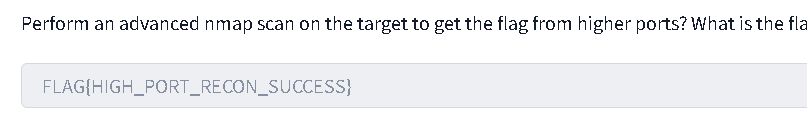 Perform an advanced nmap scan on the target to get the flag from higher ports? What is the fla
FLAG{HIGH_PORT_RECON_SUCCESS}